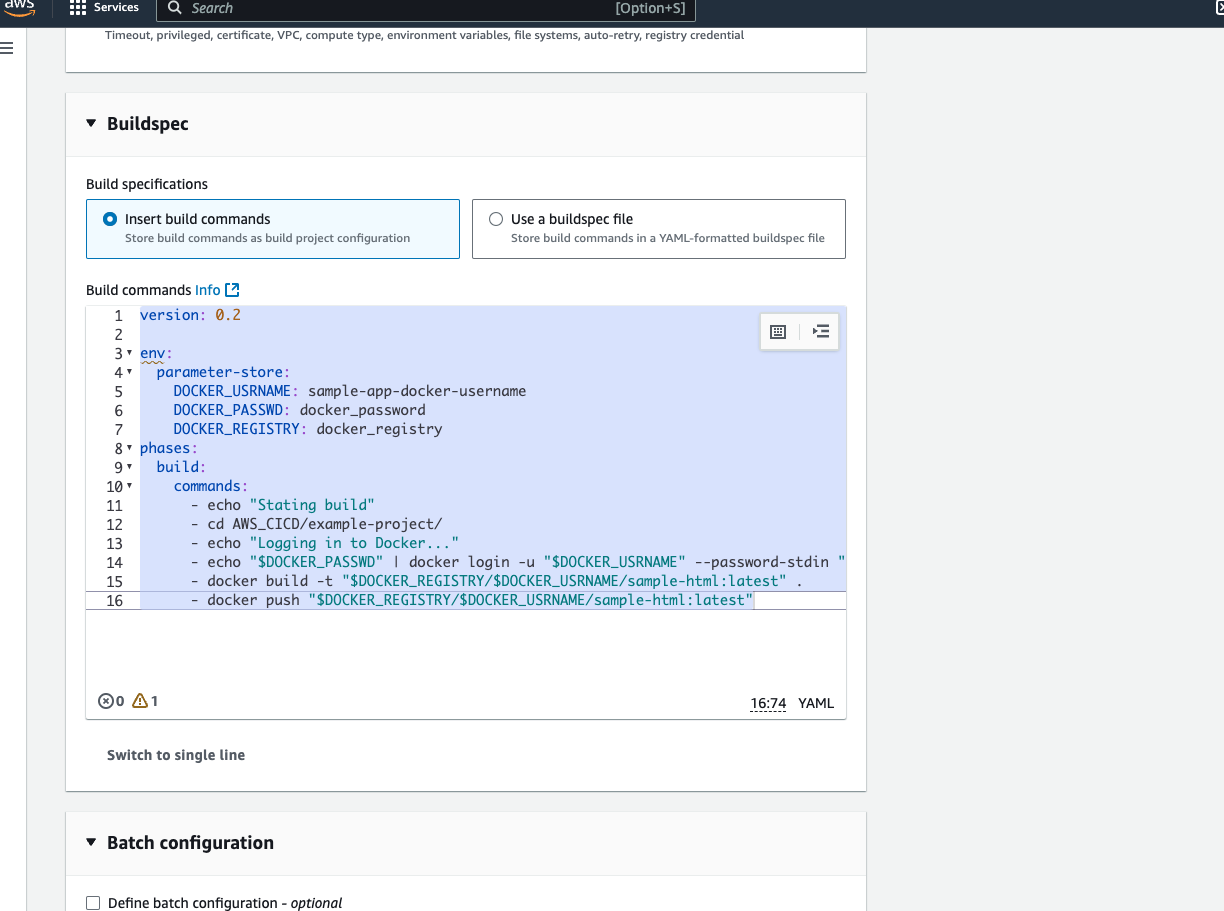 aws
Services
Search
[Option+S]
Timeout, privileged, certificate, VPC, compute type, environment variables, file systems, auto-retry, registry credential
Buildspec
Build specifications
Insert build commands
Store build commands as build project configuration
Use a buildspec file
Store build commands in a YAML-formatted buildspec file
Build commands Info
1 version: 0.2
2
3 env:
4 parameter-store:
5 DOCKER_USRNAME: sample-app-docker-username
6 DOCKER_PASSWD: docker_password
7 DOCKER_REGISTRY: docker_registry
8 phases:
9 build:
10 commands:
11 - echo "Stating build"
12 - cd AWS_CICD/example-project/
13 - echo "Logging in to Docker..."
14 - echo "$DOCKER_PASSWD" | docker login -u "$DOCKER_USRNAME" --password-stdin "
15 - docker build -t "$DOCKER_REGISTRY/$DOCKER_USRNAME/sample-html:latest" .
16 - docker push "$DOCKER_REGISTRY/$DOCKER_USRNAME/sample-html:latest"
0 1
16:74 YAML
Switch to single line
Batch configuration
Define batch configuration - optional